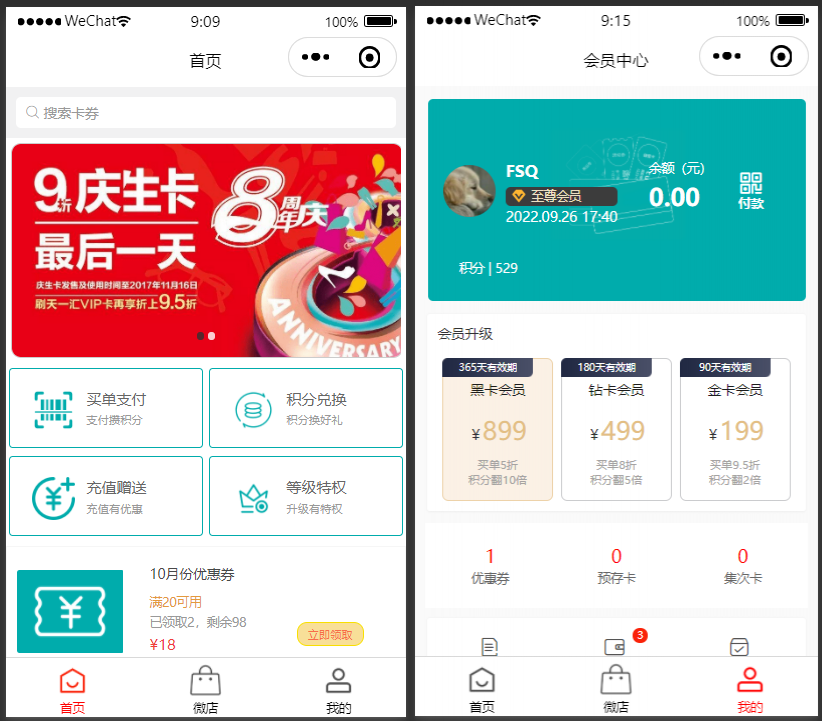 WeChat 9:09 100%
首页
搜索卡券
9折庆生卡
8周年庆
最后一天
庆生卡发售及使用时间至2017年11月16日
刷天一汇VIP卡再享折上9.5折
ANNIVERSARY
买单支付
支付攒积分
积分兑换
积分换好礼
充值赠送
充值有优惠
等级特权
升级有特权
10月份优惠券
满20可用
已领取2，剩余98
¥18
立即领取
首页 微店 我的
WeChat 9:15 100%
会员中心
FSQ
至尊会员
2022.09.26 17:40
余额（元）
0.00
付款
积分 | 529
会员升级
365天有效期
黑卡会员
¥899
买单5折
积分翻10倍
180天有效期
钻卡会员
¥499
买单8折
积分翻5倍
90天有效期
金卡会员
¥199
买单9.5折
积分翻2倍
1 0 0
优惠券 预存卡 集次卡
3
首页 微店 我的